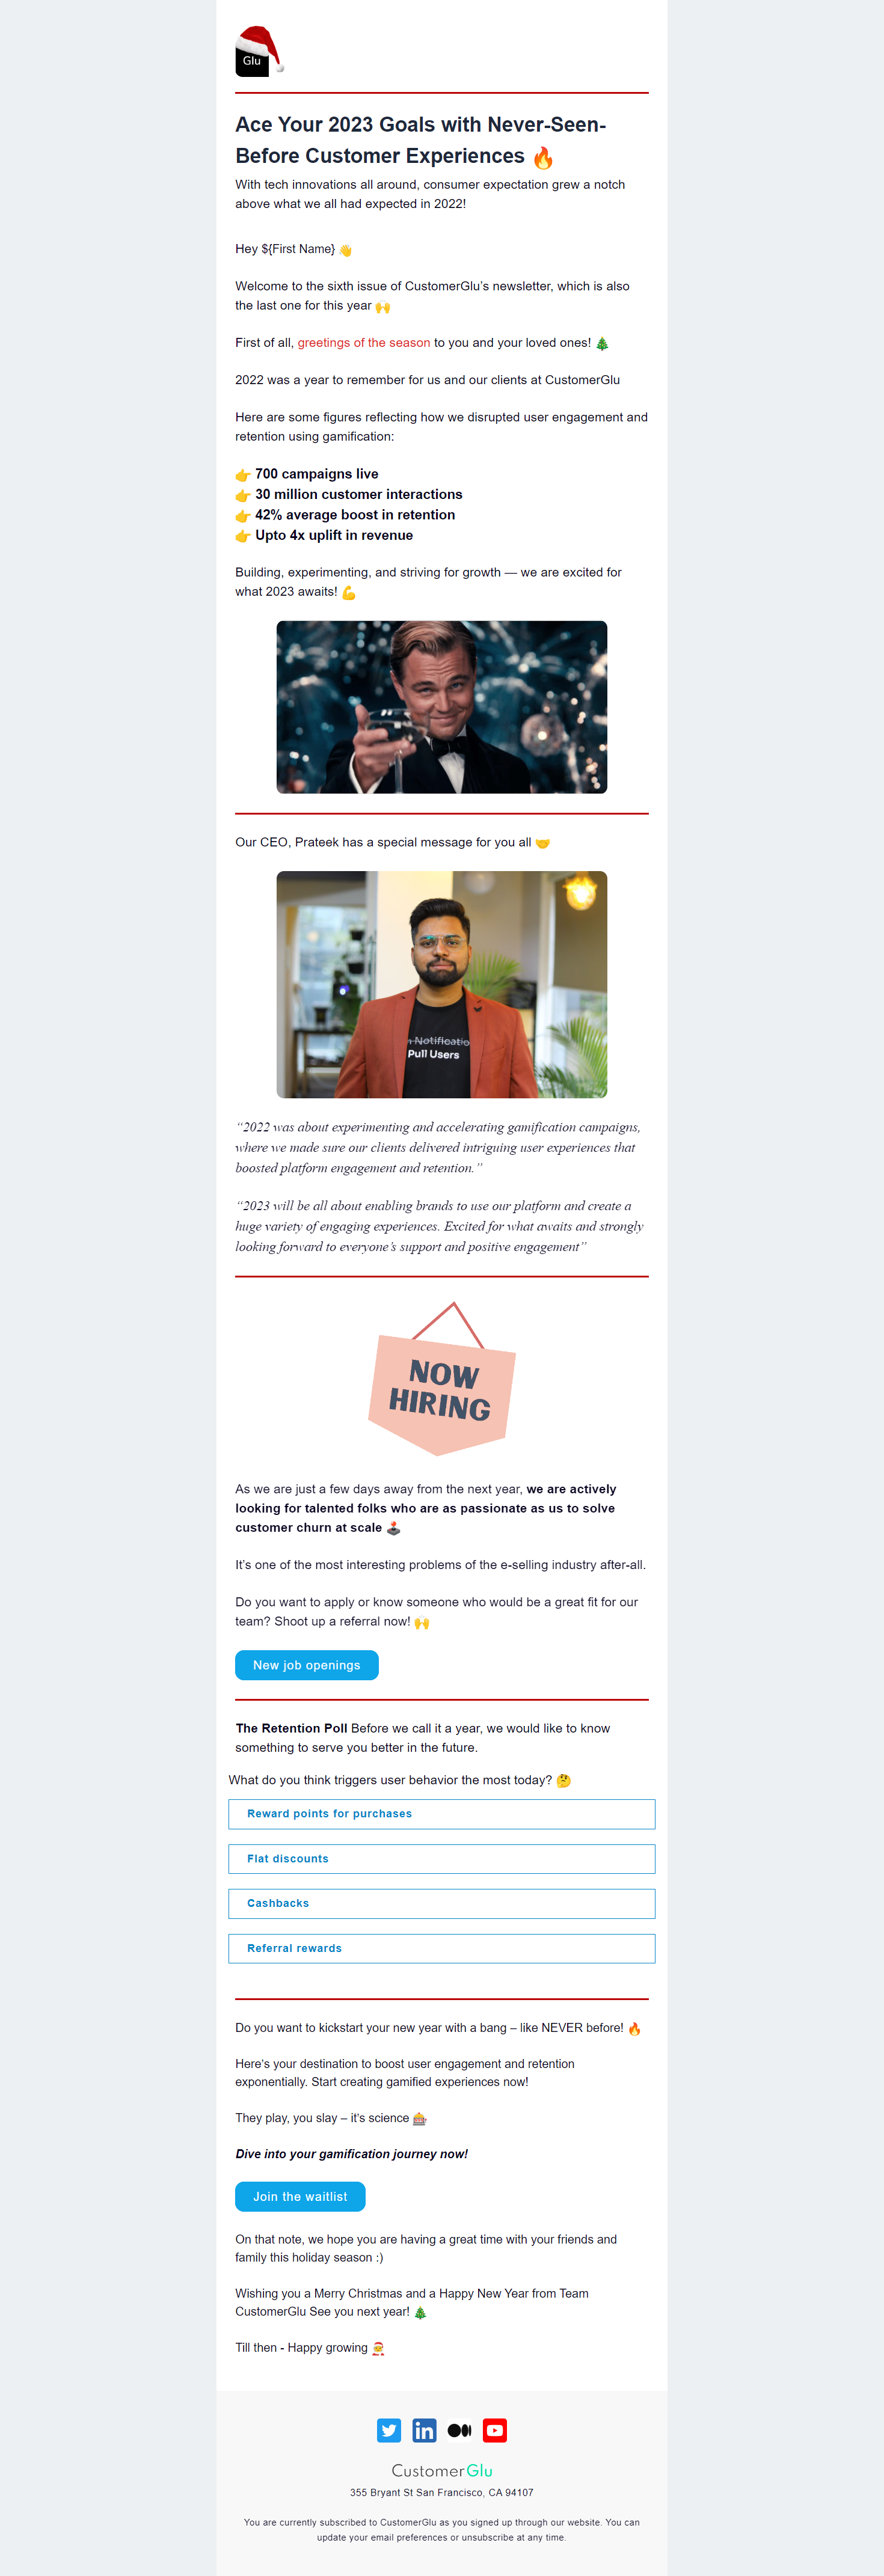 Glu
Ace Your 2023 Goals with Never-Seen-
Before Customer Experiences 🔥
With tech innovations all around, consumer expectation grew a notch
above what we all had expected in 2022!
Hey ${First Name} 👋
Welcome to the sixth issue of CustomerGlu’s newsletter, which is also
the last one for this year 🙌
First of all, greetings of the season to you and your loved ones! 🎄
2022 was a year to remember for us and our clients at CustomerGlu
Here are some figures reflecting how we disrupted user engagement and
retention using gamification:
👉 700 campaigns live
👉 30 million customer interactions
👉 42% average boost in retention
👉 Upto 4x uplift in revenue
Building, experimenting, and striving for growth — we are excited for
what 2023 awaits! 💪
Our CEO, Prateek has a special message for you all 🤝
n Notificatio
Pull Users
“2022 was about experimenting and accelerating gamification campaigns,
where we made sure our clients delivered intriguing user experiences that
boosted platform engagement and retention.”
“2023 will be all about enabling brands to use our platform and create a
huge variety of engaging experiences. Excited for what awaits and strongly
looking forward to everyone’s support and positive engagement”
NOW
HIRING
As we are just a few days away from the next year, we are actively
looking for talented folks who are as passionate as us to solve
customer churn at scale 🕹️
It’s one of the most interesting problems of the e-selling industry after-all.
Do you want to apply or know someone who would be a great fit for our
team? Shoot up a referral now! 🙌
New job openings
The Retention Poll Before we call it a year, we would like to know
something to serve you better in the future.
What do you think triggers user behavior the most today? 🤔
Reward points for purchases
Flat discounts
Cashbacks
Referral rewards
Do you want to kickstart your new year with a bang – like NEVER before! 🔥
Here’s your destination to boost user engagement and retention
exponentially. Start creating gamified experiences now!
They play, you slay – it’s science 🎰
Dive into your gamification journey now!
Join the waitlist
On that note, we hope you are having a great time with your friends and
family this holiday season :)
Wishing you a Merry Christmas and a Happy New Year from Team
CustomerGlu See you next year! 🎄
Till then - Happy growing 🎅
in
CustomerGlu
355 Bryant St San Francisco, CA 94107
You are currently subscribed to CustomerGlu as you signed up through our website. You can
update your email preferences or unsubscribe at any time.